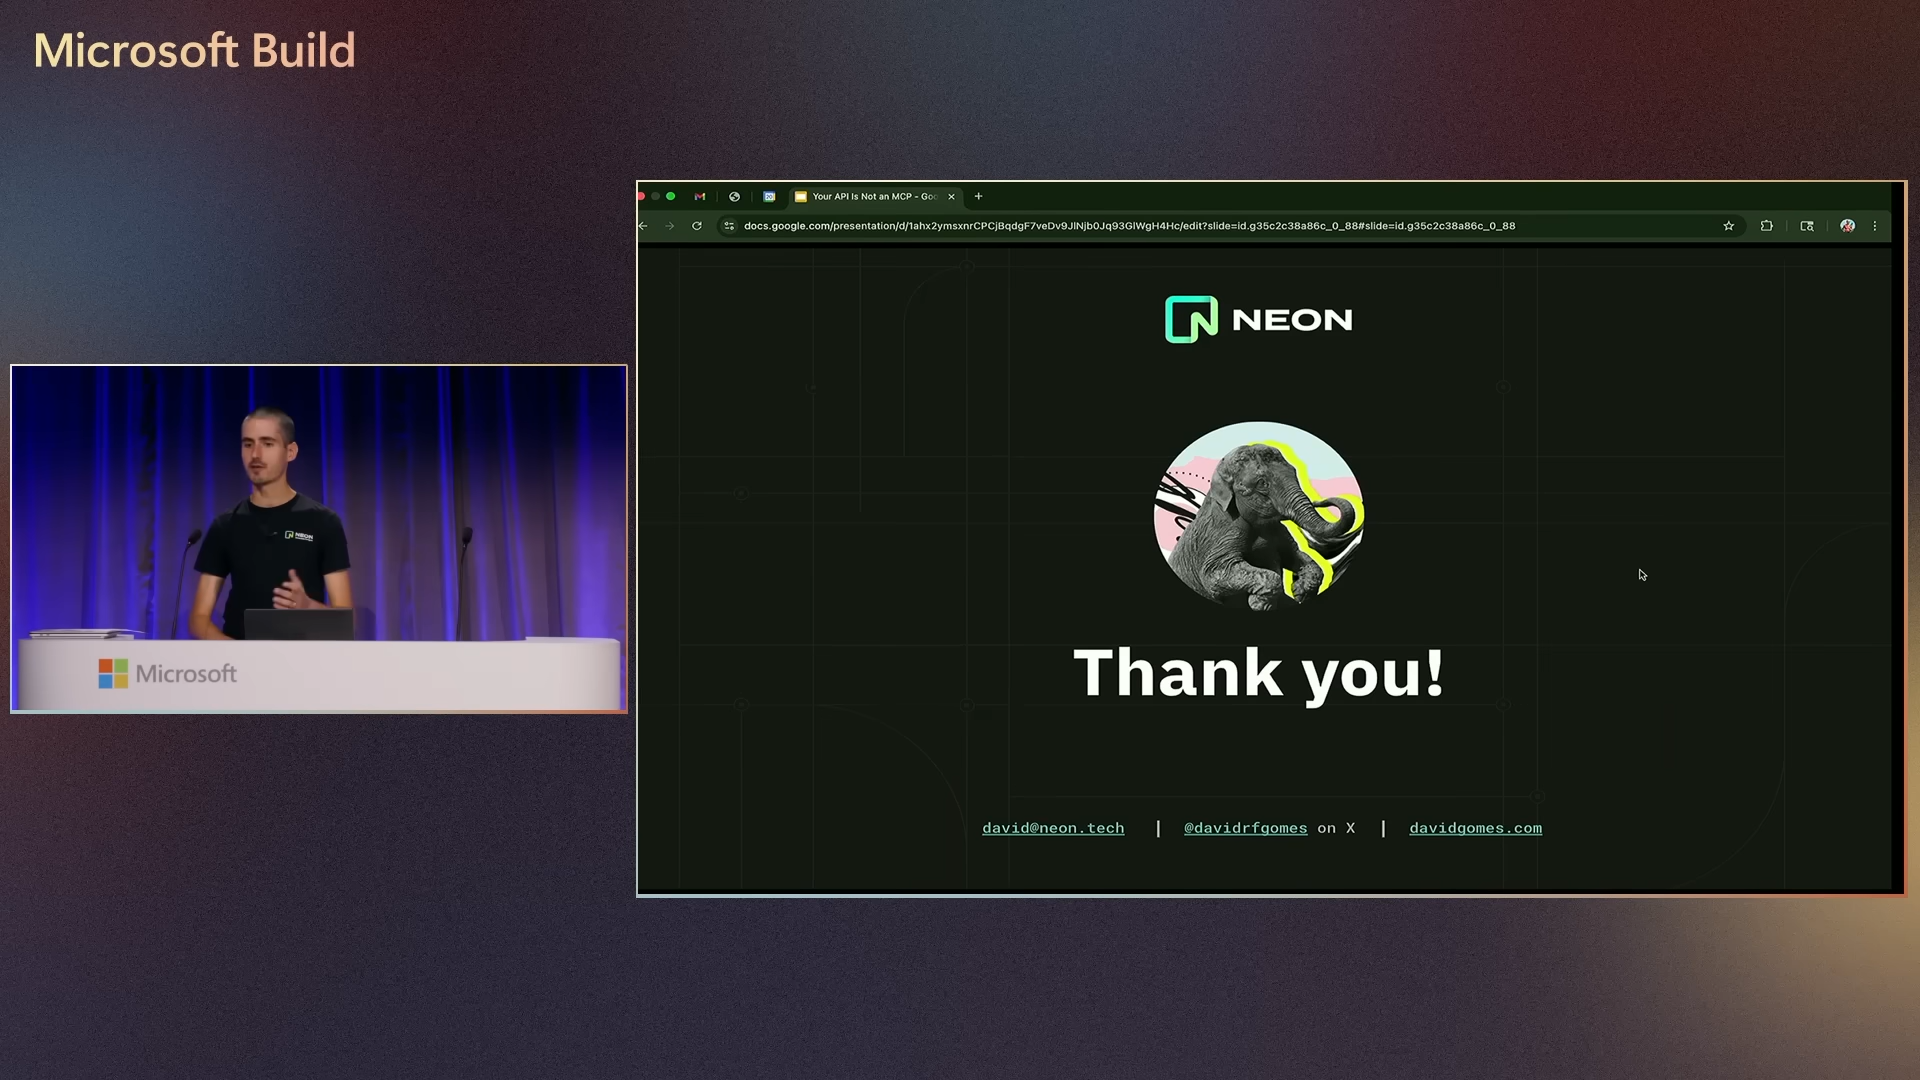 Microsoft Build
Your API Is Not an MCP - Goo
docs.google.com/presentation/d/1ahx2ymsxnrCPCjBqdgF7veDv9JlNjb0Jq93GlWgH4Hc/edit?slide=id.g35c2c38a86c_0_88#slide=id.g35c2c38a86c_0_88
NEON
Thank you!
david@neon.tech | @davidrfgomes on X | davidgomes.com
NEON
Microsoft